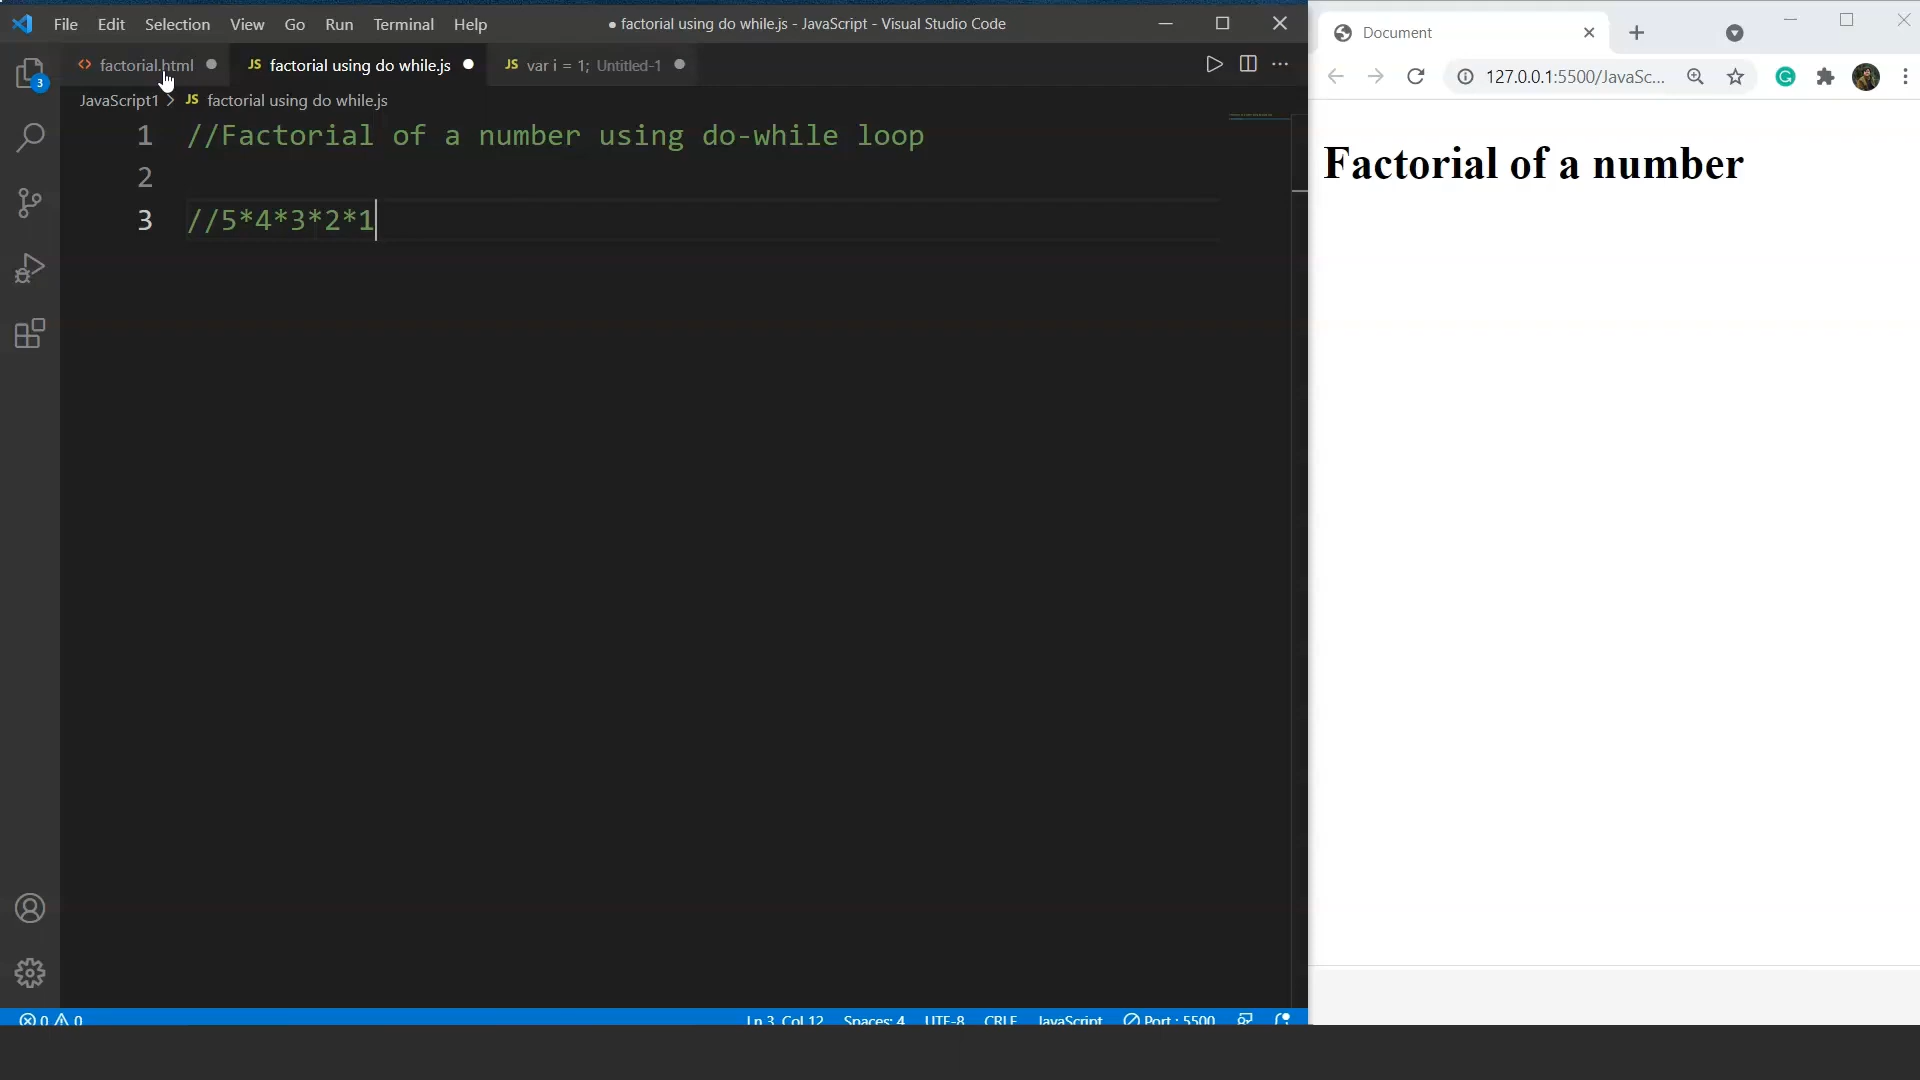 File Edit Selection View Go Run Terminal Help
● factorial using do while.js - JavaScript - Visual Studio Code
<> factorial.html ●
JS factorial using do while.js ●
JS var i = 1; Untitled-1 ●
3
JavaScript1 > JS factorial using do while.js
1 //Factorial of a number using do-while loop
2
3 //5*4*3*2*1
0 0
Ln 3, Col 12 Spaces: 4 UTF-8 CRLF JavaScript Port : 5500
Document
127.0.0.1:5500/JavaSc...
Factorial of a number